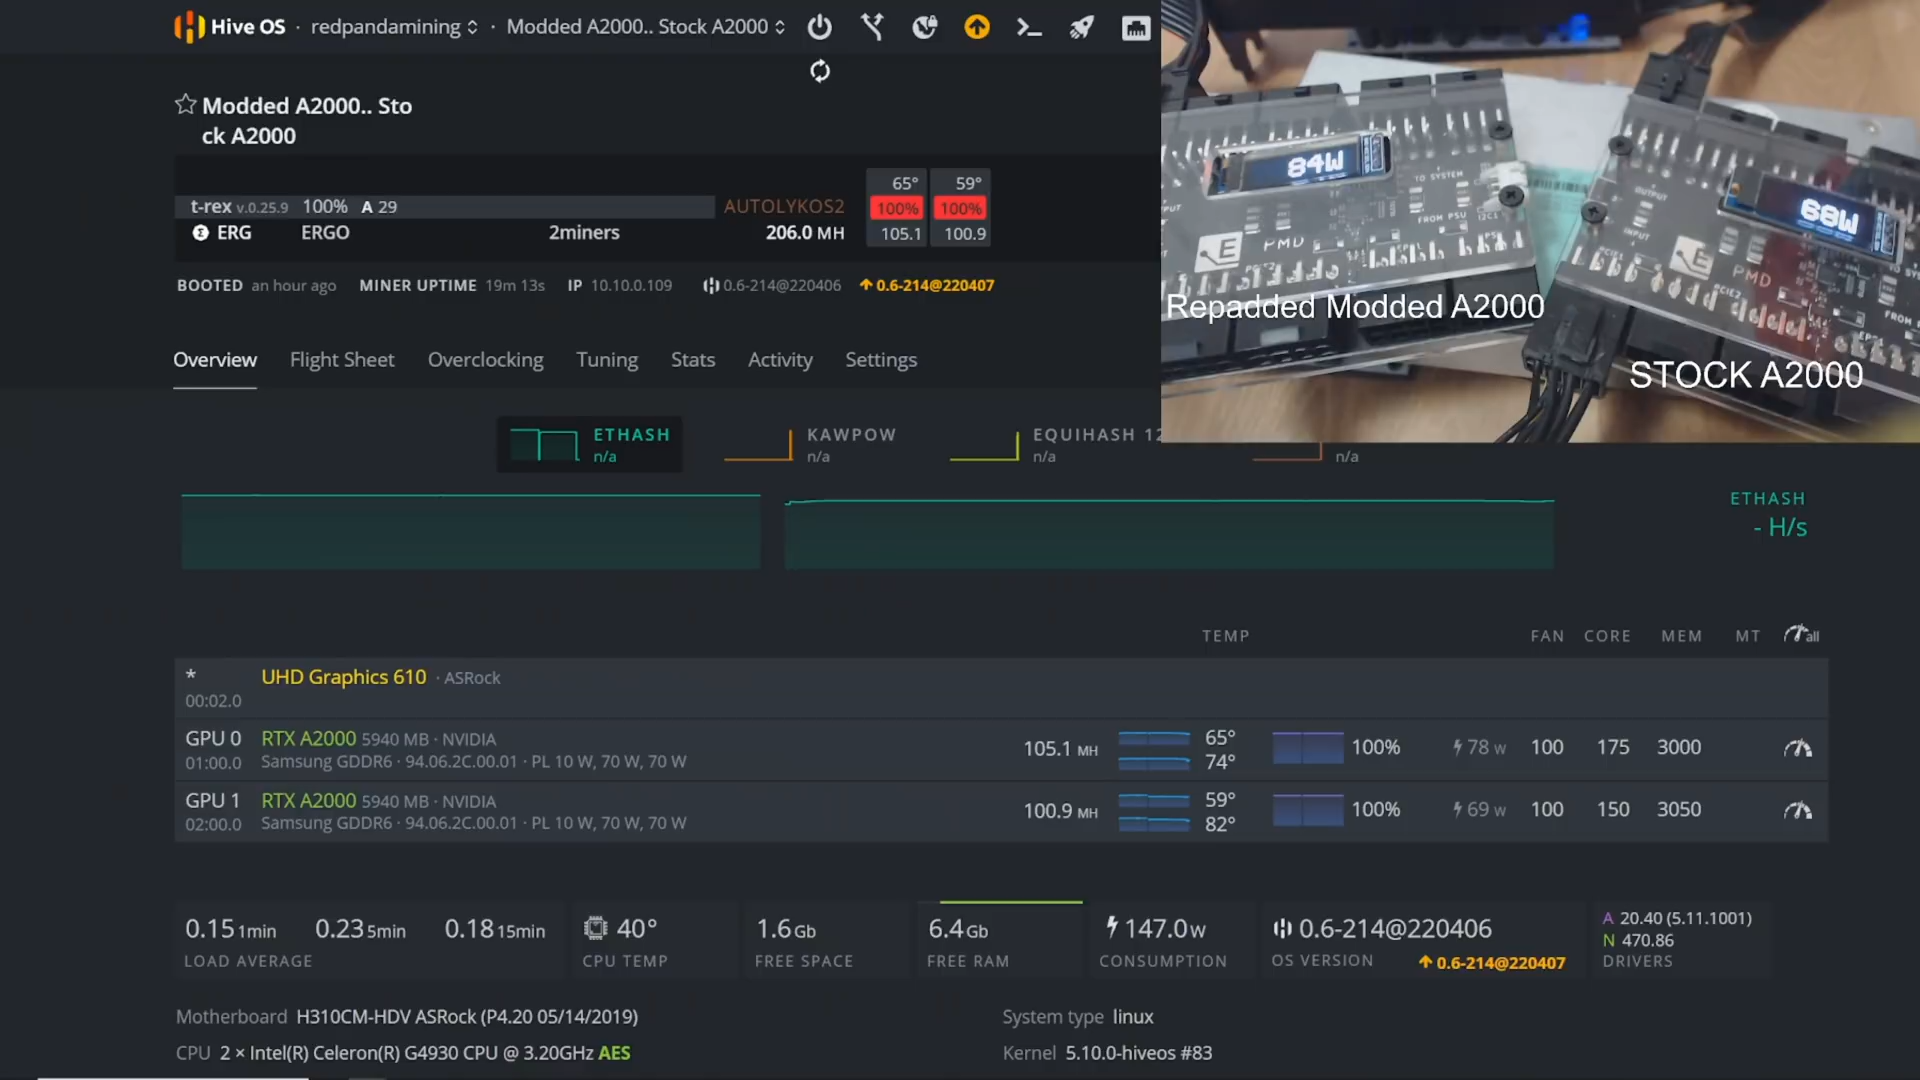 Hive OS · redpandamining · Modded A2000.. Stock A2000
Modded A2000.. Sto
ck A2000
65° 59°
t-rex v.0.25.9 100% A 29 AUTOLYKOS2 100% 100%
ERG ERGO 2miners 206.0 MH 105.1 100.9
BOOTED an hour ago MINER UPTIME 19m 13s IP 10.10.0.109 0.6-214@220406 0.6-214@220407
Overview Flight Sheet Overclocking Tuning Stats Activity Settings
84W
68W
TO SYSTEM
FROM PSU
OUTPUT
INPUT
PMD
PMD
PCIE2
Repadded Modded A2000
STOCK A2000
ETHASH KAWPOW EQUIHASH 12
n/a n/a n/a n/a
ETHASH
- H/s
TEMP FAN CORE MEM MT all
* UHD Graphics 610 · ASRock
00:02.0
GPU 0 RTX A2000 5940 MB · NVIDIA 105.1 MH 65° 100% 78 W 100 175 3000
01:00.0 Samsung GDDR6 · 94.06.2C.00.01 · PL 10 W, 70 W, 70 W 74°
GPU 1 RTX A2000 5940 MB · NVIDIA 100.9 MH 59° 100% 69 W 100 150 3050
02:00.0 Samsung GDDR6 · 94.06.2C.00.01 · PL 10 W, 70 W, 70 W 82°
0.15 1min 0.23 5min 0.18 15min 40° 1.6 Gb 6.4 Gb 147.0 W 0.6-214@220406 A 20.40 (5.11.1001)
N 470.86
LOAD AVERAGE CPU TEMP FREE SPACE FREE RAM CONSUMPTION OS VERSION 0.6-214@220407 DRIVERS
Motherboard H310CM-HDV ASRock (P4.20 05/14/2019) System type linux
CPU 2 × Intel(R) Celeron(R) G4930 CPU @ 3.20GHz AES Kernel 5.10.0-hiveos #83